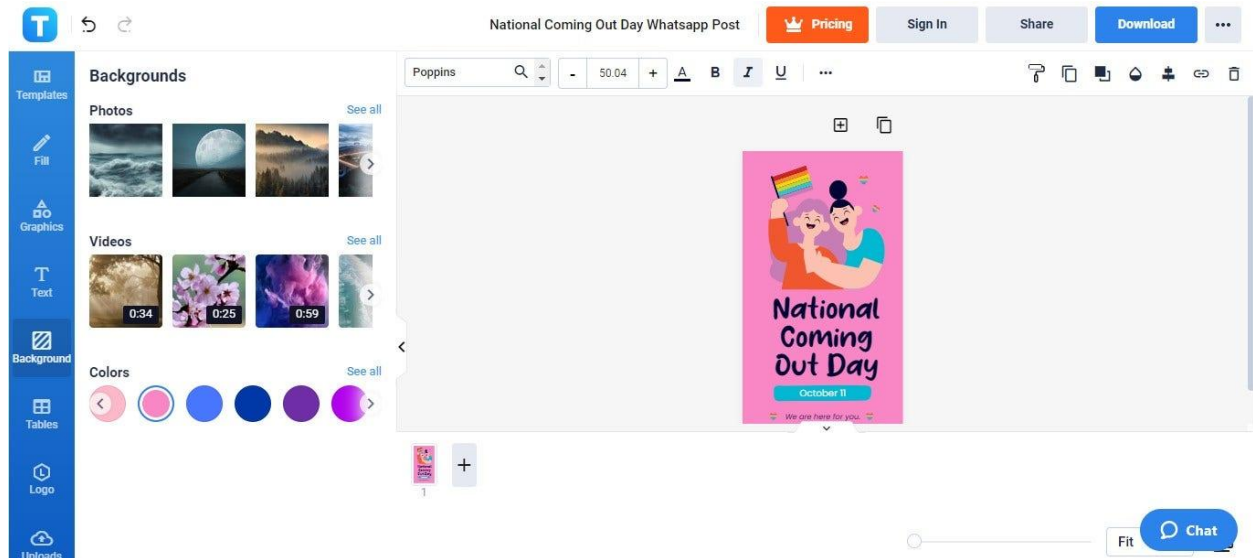 T
National Coming Out Day Whatsapp Post
Pricing
Sign In
Share
Download
Templates
Fill
Graphics
T
Text
Background
Tables
L
Logo
Uploads
Backgrounds
Photos
See all
Videos
See all
0:34
0:25
0:59
Colors
See all
Poppins
- 50.04 + A B I U
National
Coming
Out Day
October 11
We are here for you.
1
+
Fit
Chat